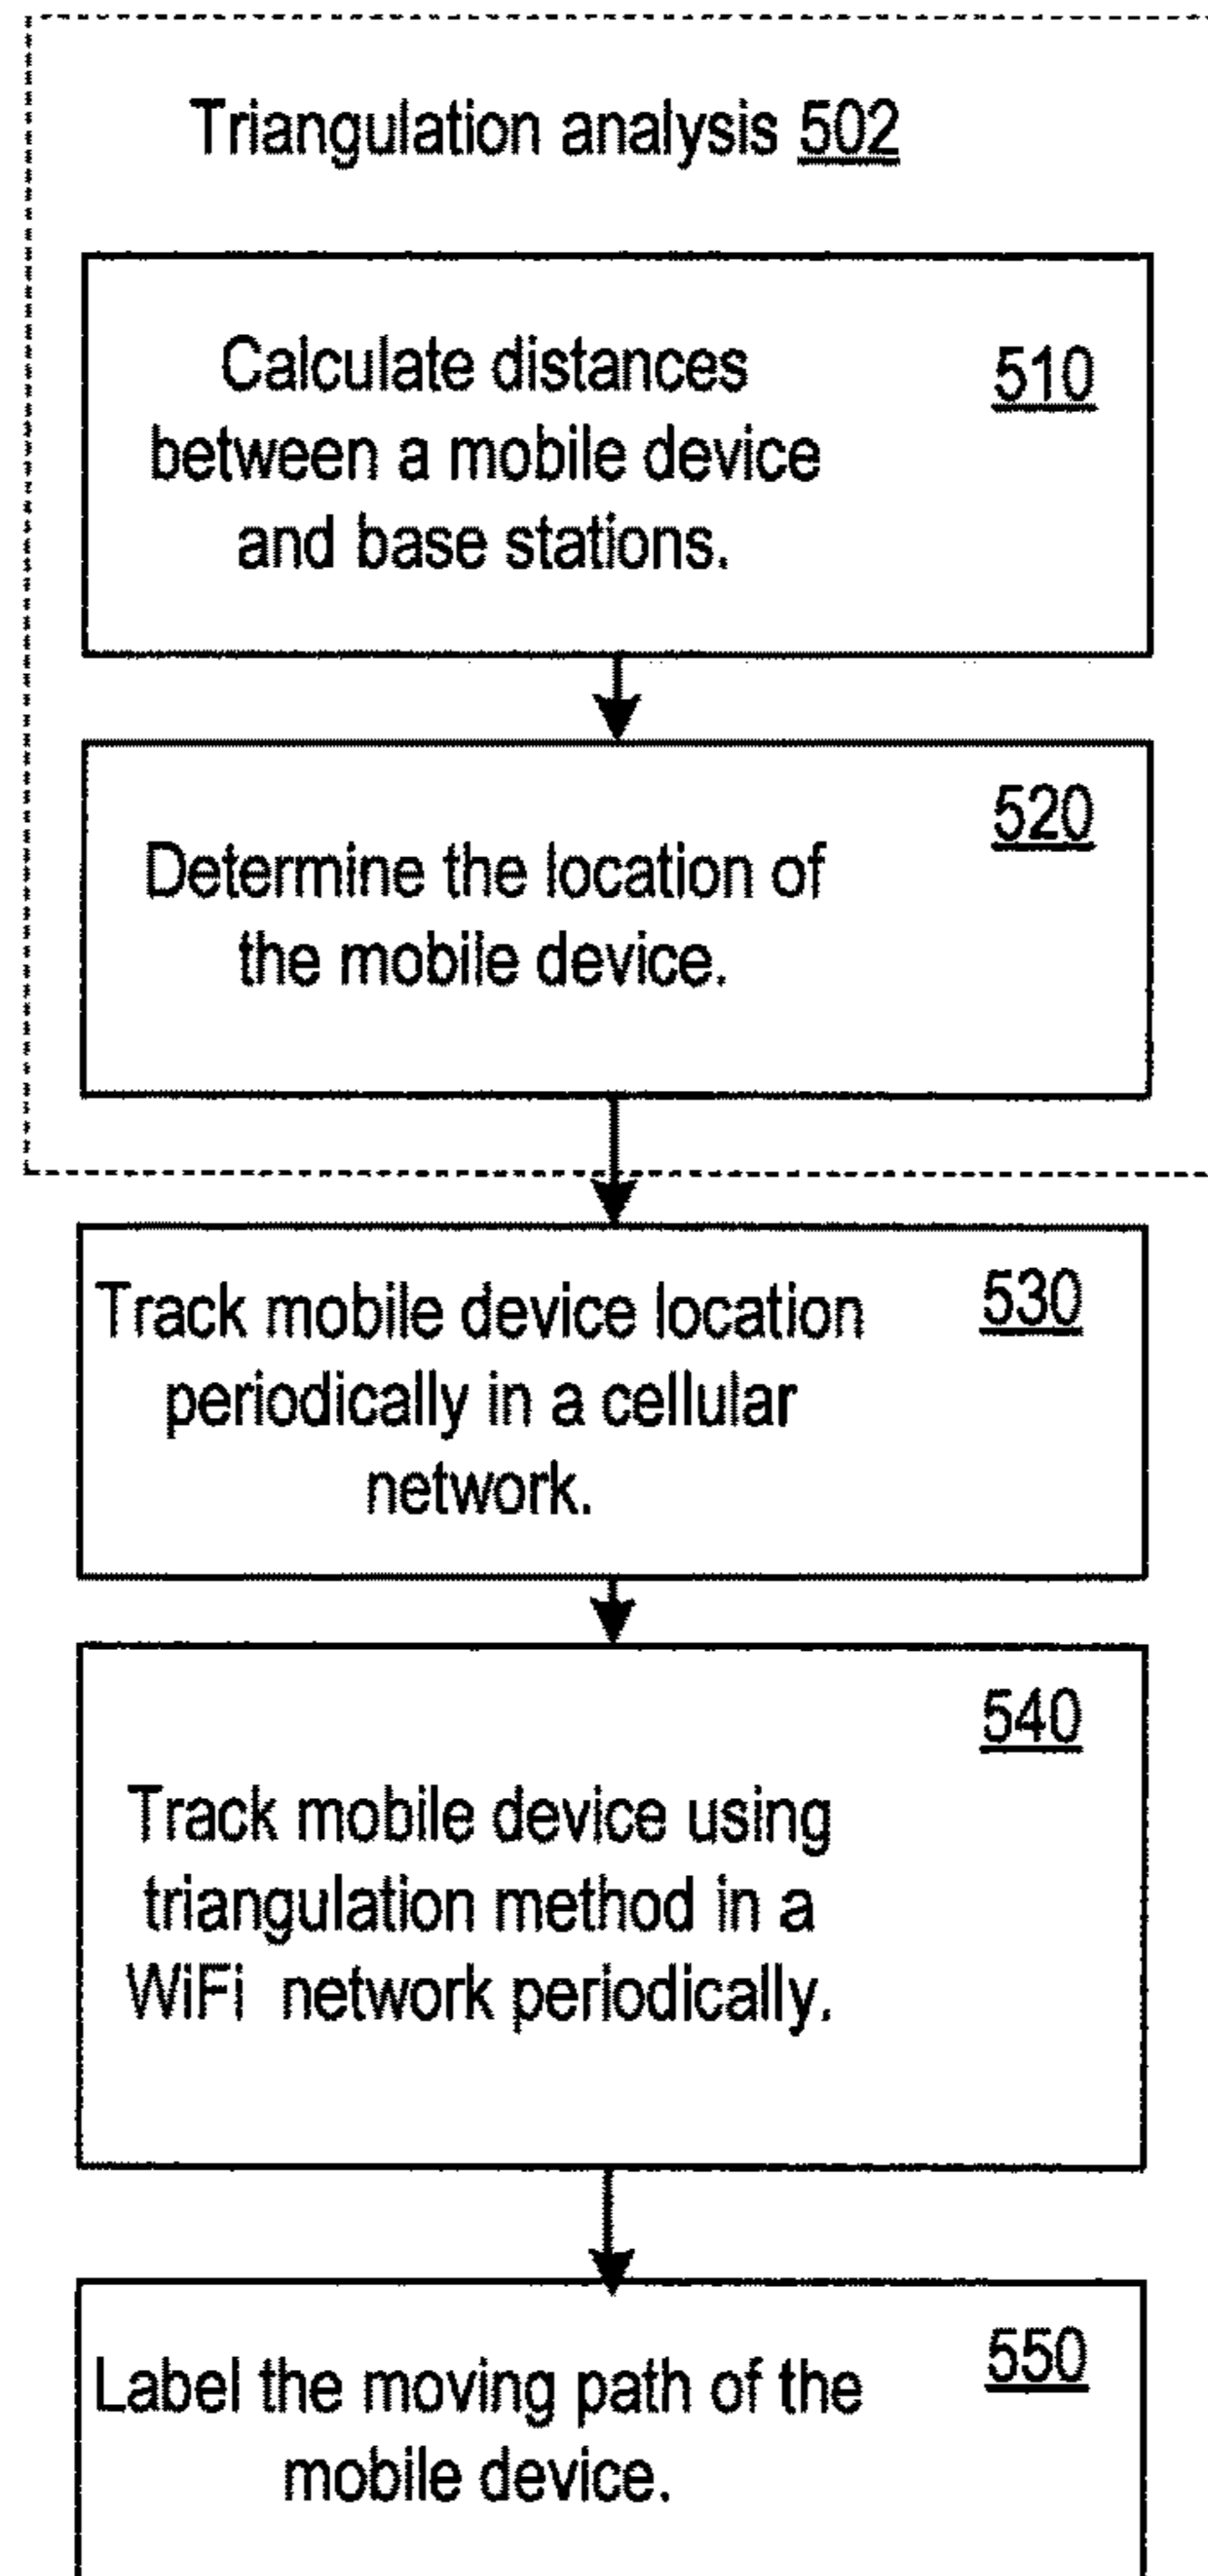 Triangulation analysis 502
Calculate distances
between a mobile device
and base stations.
510
Determine the location of
the mobile device.
520
Track mobile device location
periodically in a cellular
network.
530
Track mobile device using
triangulation method in a
WiFi network periodically.
540
Label the moving path of the
mobile device.
550